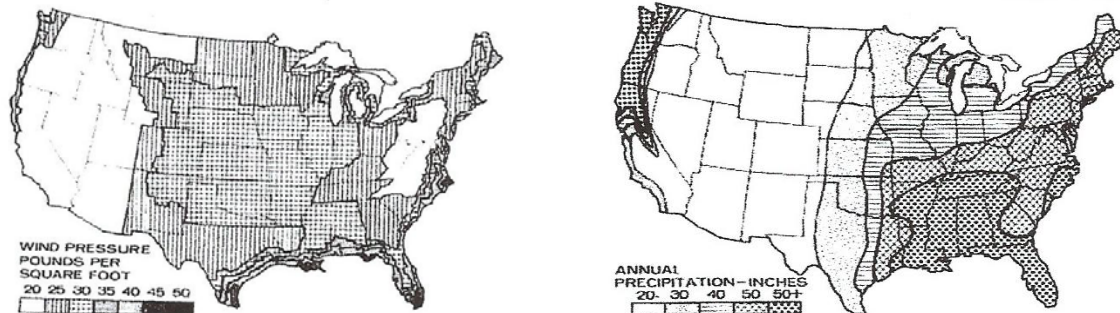 WIND PRESSURE
POUNDS PER
SQUARE FOOT
20 25 30 35 40 45 50
ANNUAL
PRECIPITATION-INCHES
20- 30 40 50 50+